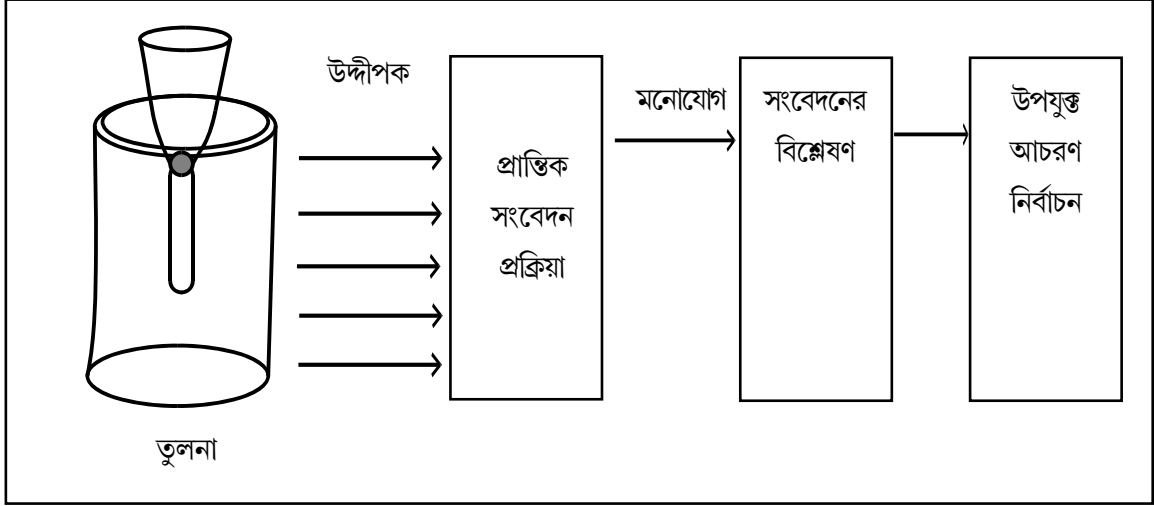 উদ্দীপক
প্রান্তিক
সংবেদন
প্রক্রিয়া
মনোযোগ
সংবেদনের
বিশ্লেষণ
উপযুক্ত
আচরণ
নির্বাচন
তুলনা